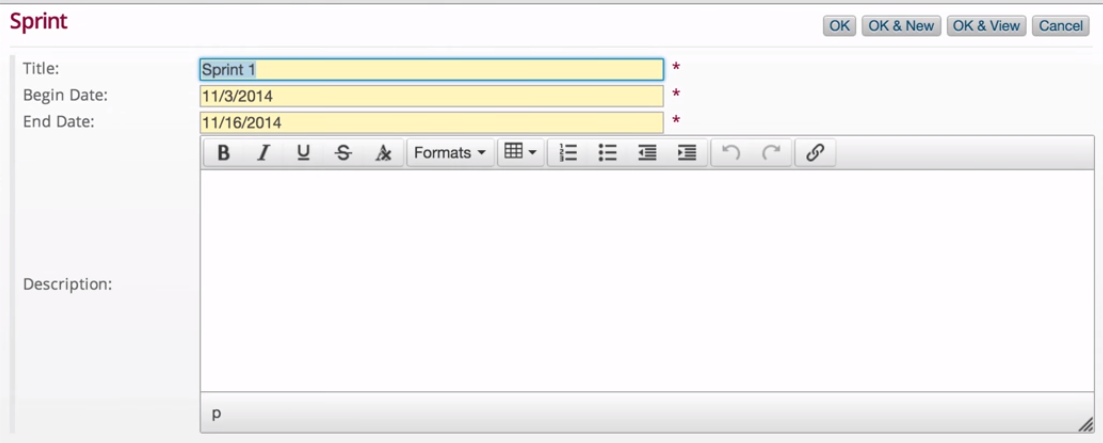 Sprint
OK OK & New OK & View Cancel
Title: Sprint 1 *
Begin Date: 11/3/2014 *
End Date: 11/16/2014 *
B I U S A Formats
Description:
p